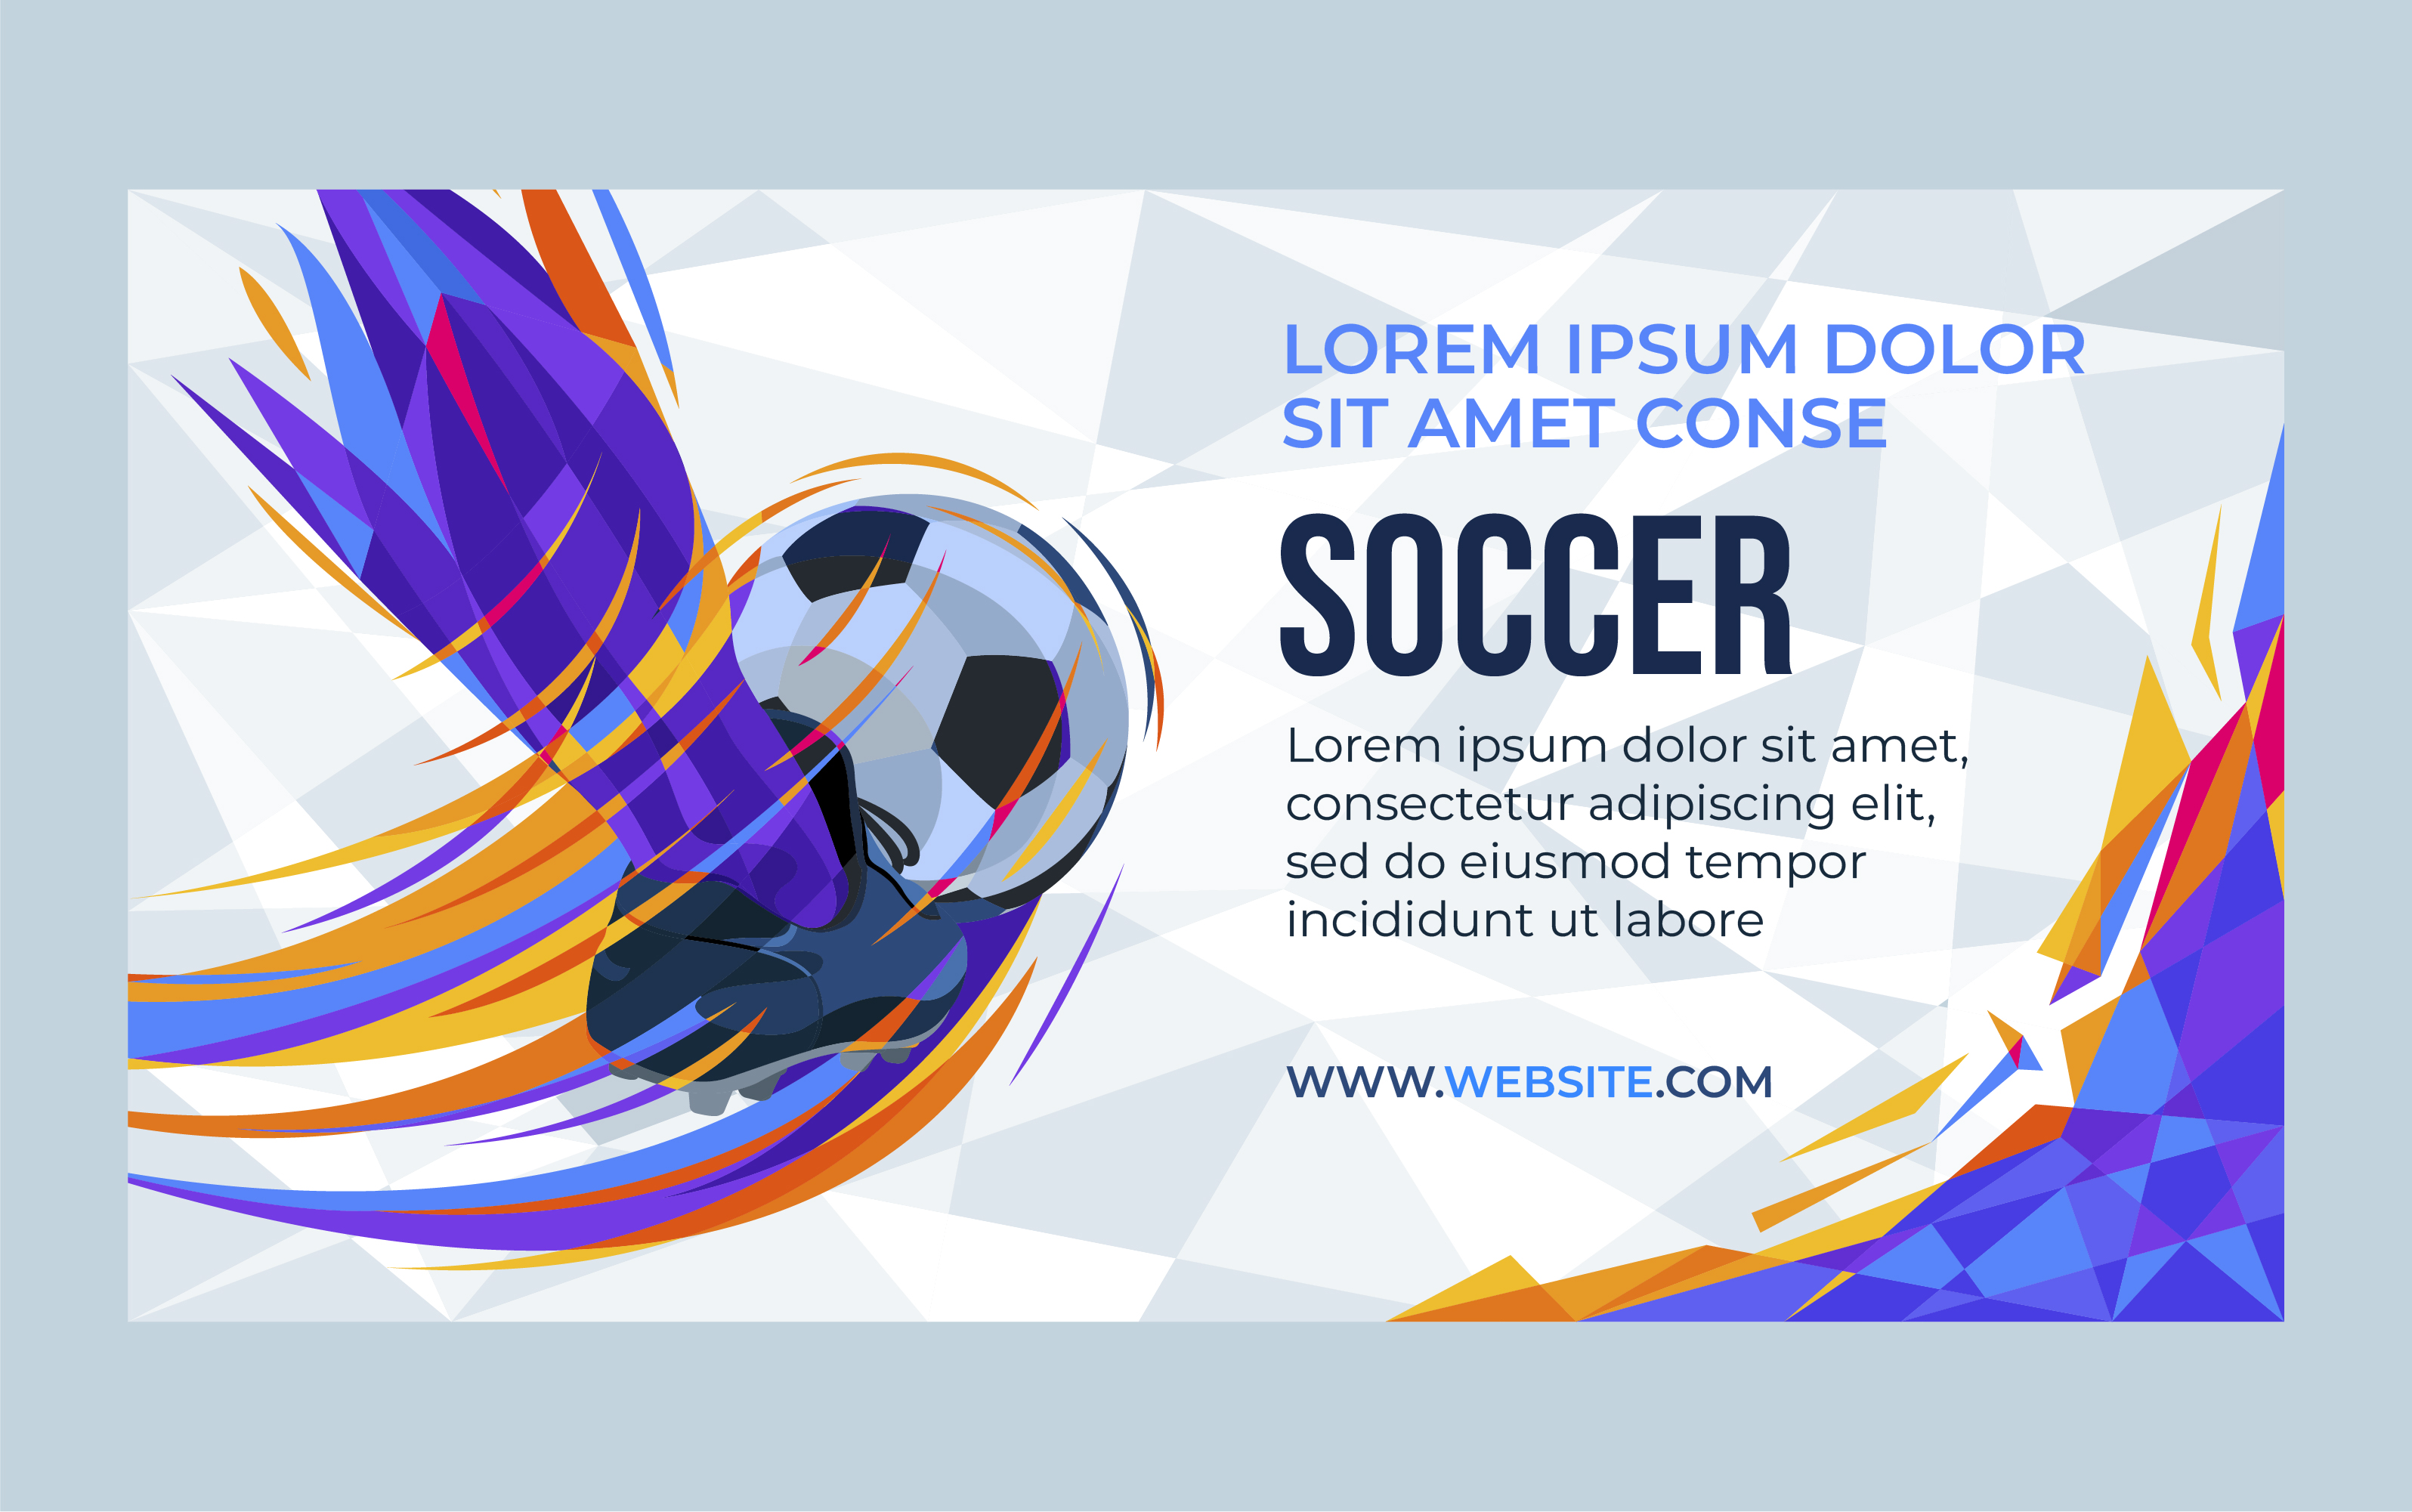 LOREM IPSUM DOLOR
SIT AMET CONSE
SOCCER
Lorem ipsum dolor sit amet,
consectetur adipiscing elit,
sed do eiusmod tempor
incididunt ut labore
WWW.WEBSITE.COM